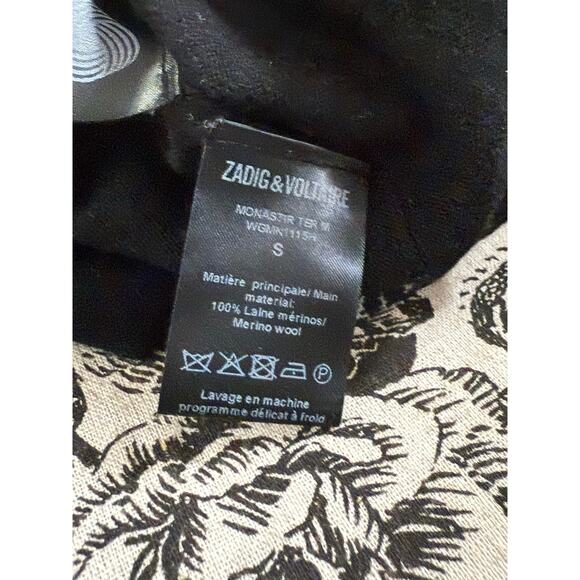 ZADIG&VOLTAIRE
MONASTIR TER M
S
Matière principale/ Main
material:
100% Laine mérinos/
Merino wool
P
Lavage en machine
programme délicat à froid